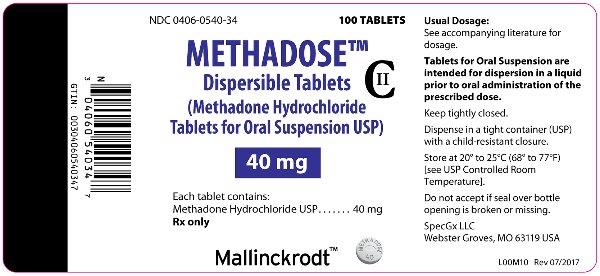 NDC 0406-0540-34
100 TABLETS
METHADOSE™
Dispersible Tablets
CII
(Methadone Hydrochloride
Tablets for Oral Suspension USP)
40 mg
Each tablet contains:
Methadone Hydrochloride USP....... 40 mg
Rx only
Mallinckrodt™
METHADOSE
40
Usual Dosage:
See accompanying literature for
dosage.
Tablets for Oral Suspension are
intended for dispersion in a liquid
prior to oral administration of the
prescribed dose.
Keep tightly closed.
Dispense in a tight container (USP)
with a child-resistant closure.
Store at 20° to 25°C (68° to 77°F)
[see USP Controlled Room
Temperature].
Do not accept if seal over bottle
opening is broken or missing.
SpecGx LLC
Webster Groves, MO 63119 USA
L00M10 Rev 07/2017
N
3 0406054034 7
GTIN: 00304060540347